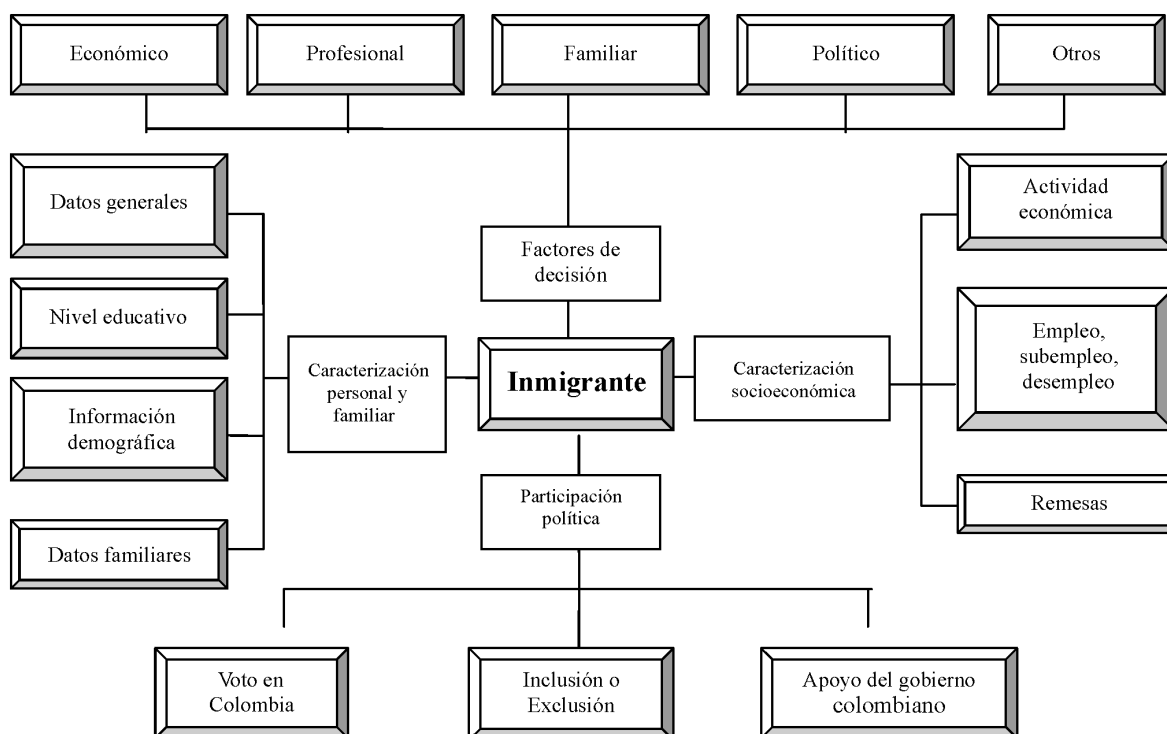 Económico
Profesional
Familiar
Político
Otros
Datos generales
Nivel educativo
Información
demográfica
Datos familiares
Caracterización
personal y
familiar
Factores de
decisión
Inmigrante
Participación
política
Caracterización
socioeconómica
Actividad
económica
Empleo,
subempleo,
desempleo
Remesas
Voto en
Colombia
Inclusión o
Exclusión
Apoyo del gobierno
colombiano